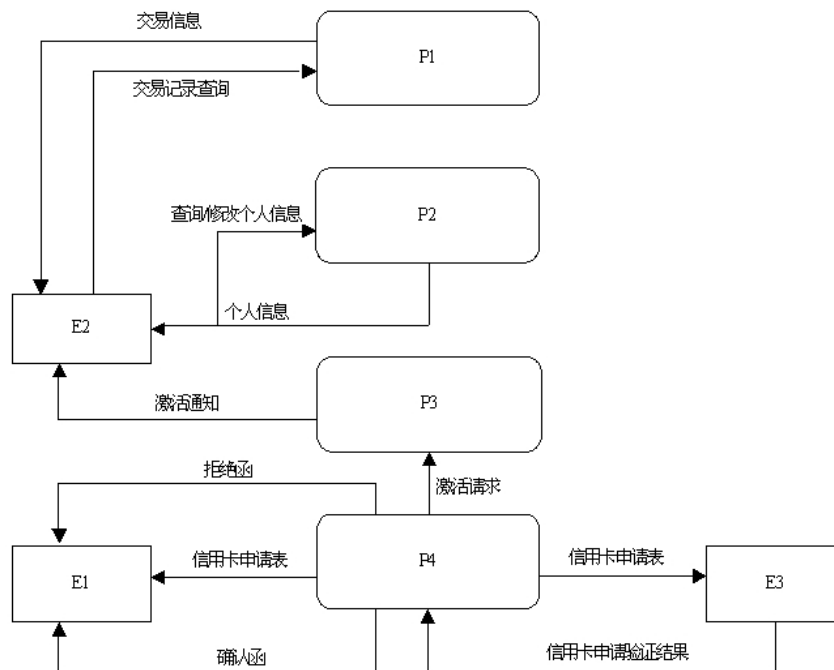 交易信息
P1
交易记录查询
查询/修改个人信息
P2
E2
个人信息
激活通知
P3
拒绝函
激活请求
E1
信用卡申请表
P4
信用卡申请表
E3
确认函
信用卡申请验证结果